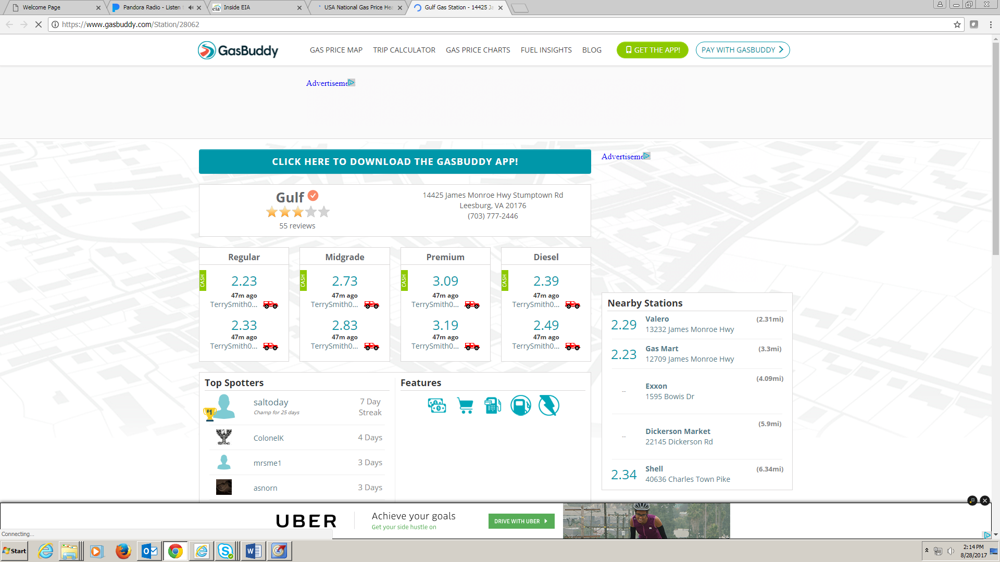 Welcome Page
Pandora Radio - Listen
Inside EIA
USA National Gas Price Hea
Gulf Gas Station - 14425 Ja
https://www.gasbuddy.com/Station/28062
GasBuddy
GAS PRICE MAP
TRIP CALCULATOR
GAS PRICE CHARTS
FUEL INSIGHTS
BLOG
GET THE APP!
PAY WITH GASBUDDY
Advertiseme
CLICK HERE TO DOWNLOAD THE GASBUDDY APP!
Advertiseme
Gulf
55 reviews
14425 James Monroe Hwy Stumptown Rd
Leesburg, VA 20176
(703) 777-2446
Regular
CASH
2.23
47m ago
TerrySmith0...
2.33
47m ago
TerrySmith0...
Midgrade
CASH
2.73
47m ago
TerrySmith0...
2.83
47m ago
TerrySmith0...
Premium
CASH
3.09
47m ago
TerrySmith0...
3.19
47m ago
TerrySmith0...
Diesel
CASH
2.39
47m ago
TerrySmith0...
2.49
47m ago
TerrySmith0...
Nearby Stations
2.29
Valero
(2.31mi)
13232 James Monroe Hwy
2.23
Gas Mart
(3.3mi)
12709 James Monroe Hwy
--
Exxon
(4.09mi)
1595 Bowis Dr
--
Dickerson Market
(5.9mi)
22145 Dickerson Rd
2.34
Shell
(6.34mi)
40636 Charles Town Pike
Top Spotters
#1
saltoday
Champ for 25 days
7 Day
Streak
ColonelK
4 Days
mrsme1
3 Days
asnorn
3 Days
Features
UBER
Achieve your goals
Get your side hustle on
DRIVE WITH UBER
Connecting...
Start
2:14 PM
8/28/2017